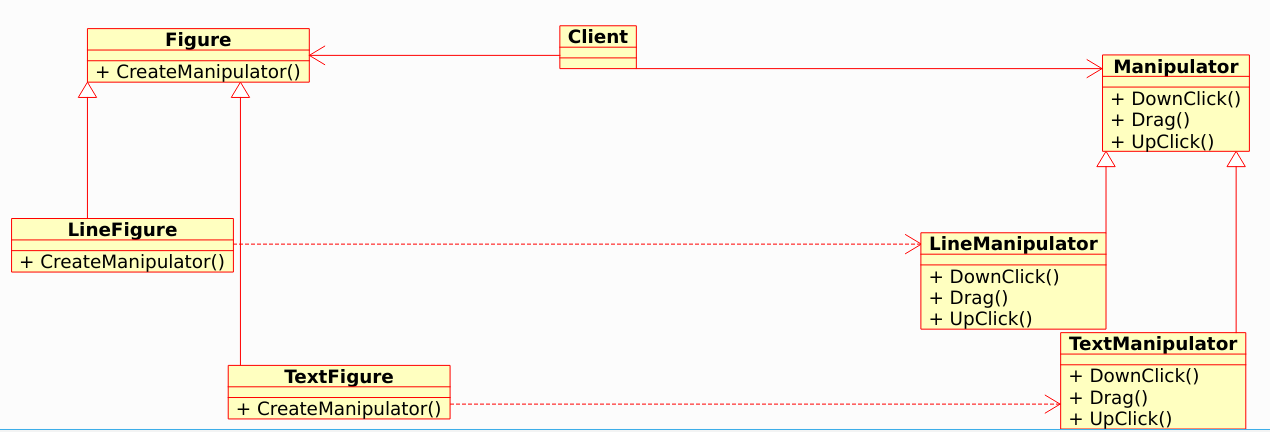 Figure
+ CreateManipulator()
Client
Manipulator
+ DownClick()
+ Drag()
+ UpClick()
LineFigure
+ CreateManipulator()
LineManipulator
+ DownClick()
+ Drag()
+ UpClick()
TextFigure
+ CreateManipulator()
TextManipulator
+ DownClick()
+ Drag()
+ UpClick()